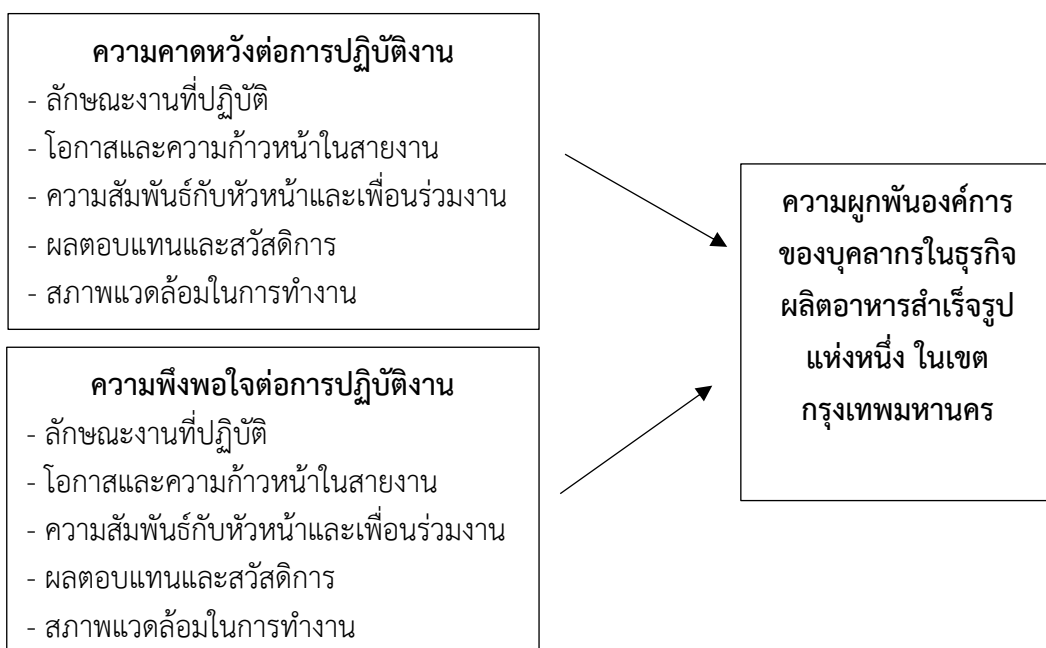 ความคาดหวังต่อการปฏิบัติงาน
- ลักษณะงานที่ปฏิบัติ
- โอกาสและความก้าวหน้าในสายงาน
- ความสัมพันธ์กับหัวหน้าและเพื่อนร่วมงาน
- ผลตอบแทนและสวัสดิการ
- สภาพแวดล้อมในการทำงาน
ความพึงพอใจต่อการปฏิบัติงาน
- ลักษณะงานที่ปฏิบัติ
- โอกาสและความก้าวหน้าในสายงาน
- ความสัมพันธ์กับหัวหน้าและเพื่อนร่วมงาน
- ผลตอบแทนและสวัสดิการ
- สภาพแวดล้อมในการทำงาน
ความผูกพันองค์การ
ของบุคลากรในธุรกิจ
ผลิตอาหารสำเร็จรูป
แห่งหนึ่ง ในเขต
กรุงเทพมหานคร